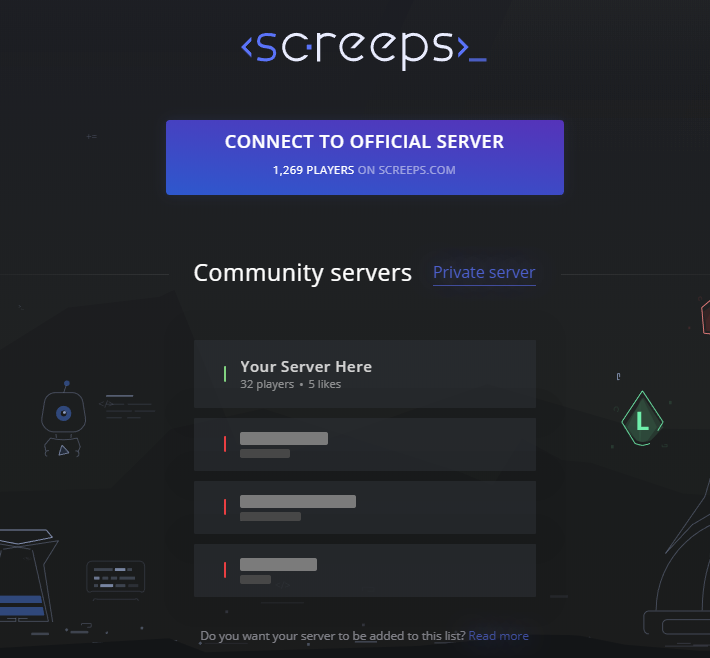 <screeps>_
CONNECT TO OFFICIAL SERVER
1,269 PLAYERS ON SCREEPS.COM
Community servers Private server
Your Server Here
32 players • 5 likes
L
Do you want your server to be added to this list? Read more